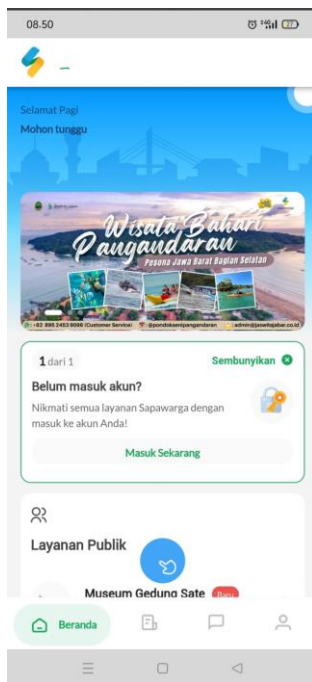 08.50
27
Selamat Pagi
Mohon tunggu
Wisata Bahari
Pangandaran
Pesona Jawa Barat Bagian Selatan
1 dari 1
Sembunyikan
Belum masuk akun?
Nikmati semua layanan Sapawarga dengan
masuk ke akun Anda!
Masuk Sekarang
Layanan Publik
Museum Gedung Sate
Baru
Beranda